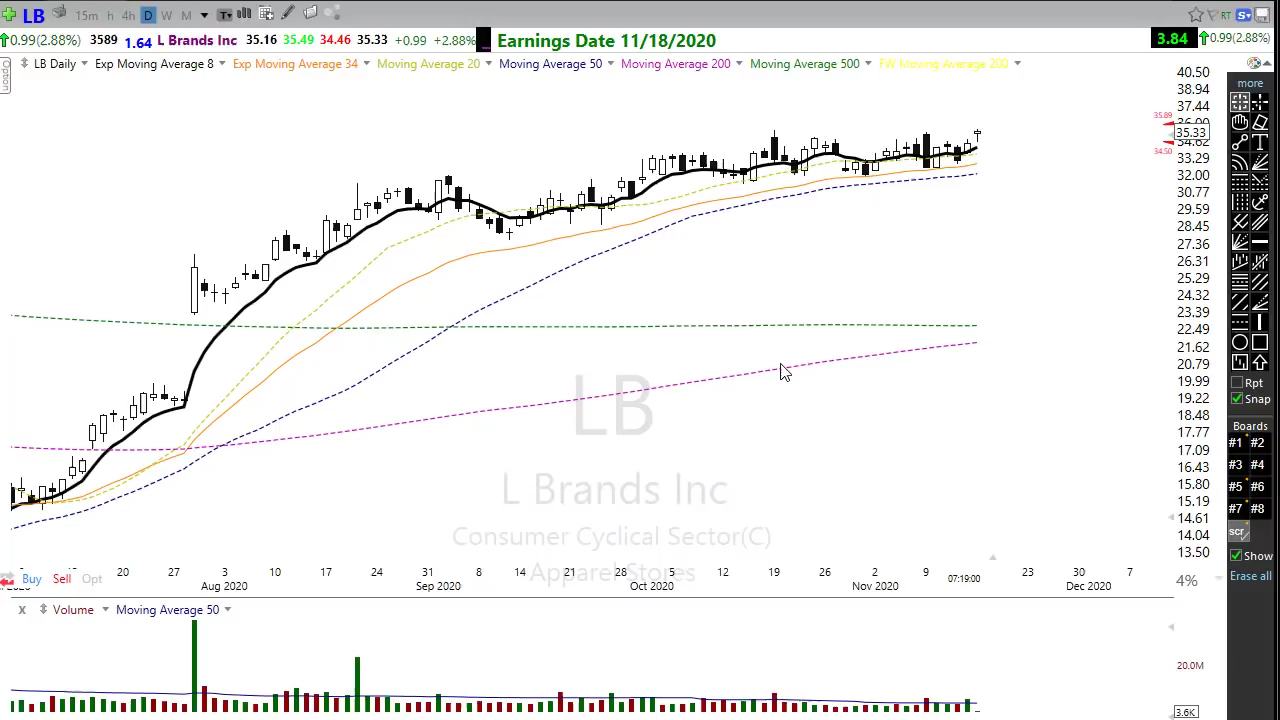 LB 15m h 4h D W M T RT S
0.99(2.88%) 3589 1.64 L Brands Inc 35.16 35.49 34.46 35.33 +0.99 +2.88% Earnings Date 11/18/2020 3.84 0.99(2.88%)
Option LB Daily Exp Moving Average 8 Exp Moving Average 34 Moving Average 20 Moving Average 50 Moving Average 200 Moving Average 500 FW Moving Average 200
40.50
38.94
37.44
35.89
35.33
34.62
34.50
33.29
32.00
30.77
29.59
28.45
27.36
26.31
25.29
24.32
23.39
22.49
21.62
20.79
19.99
19.22
18.48
17.77
17.09
16.43
15.80
15.19
14.61
14.04
13.50
more
Rpt
Snap
Boards
#1 #2
#3 #4
#5 #6
#7 #8
scr
Show
Erase all
LB
L Brands Inc
Consumer Cyclical Sector(C)
Apparel Stores
20 27 3 10 17 24 31 8 14 21 28 5 12 19 26 2 9 07:19:00 23 30 7
Buy Sell Opt Aug 2020 Sep 2020 Oct 2020 Nov 2020 Dec 2020 4%
X Volume Moving Average 50
20.0M
3.6K